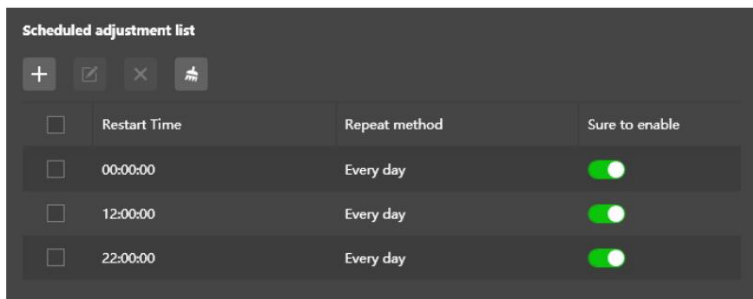 Scheduled adjustment list
Restart Time Repeat method Sure to enable
00:00:00 Every day
12:00:00 Every day
22:00:00 Every day